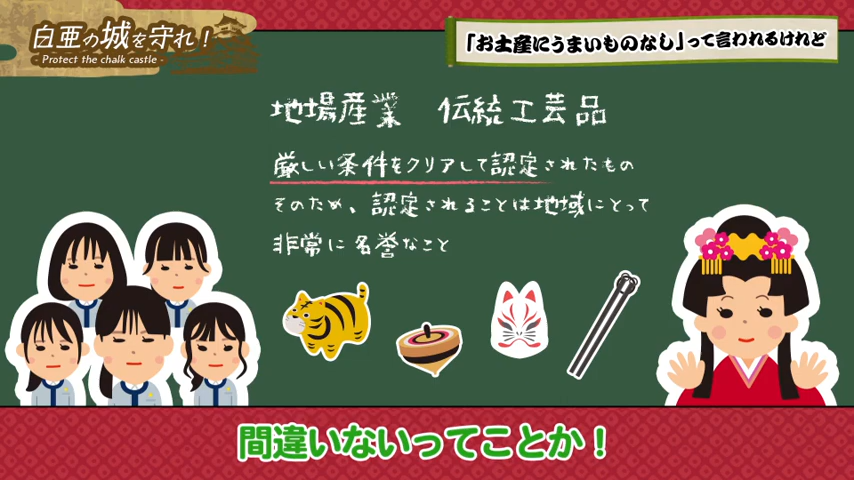 白亜の城を守れ！
- Protect the chalk castle -
「お土産にうまいものなし」って言われるけれど
地場産業　伝統工芸品
厳しい条件をクリアして認定されたもの
そのため、認定されることは地域にとって
非常に名誉なこと
間違いないってことか！